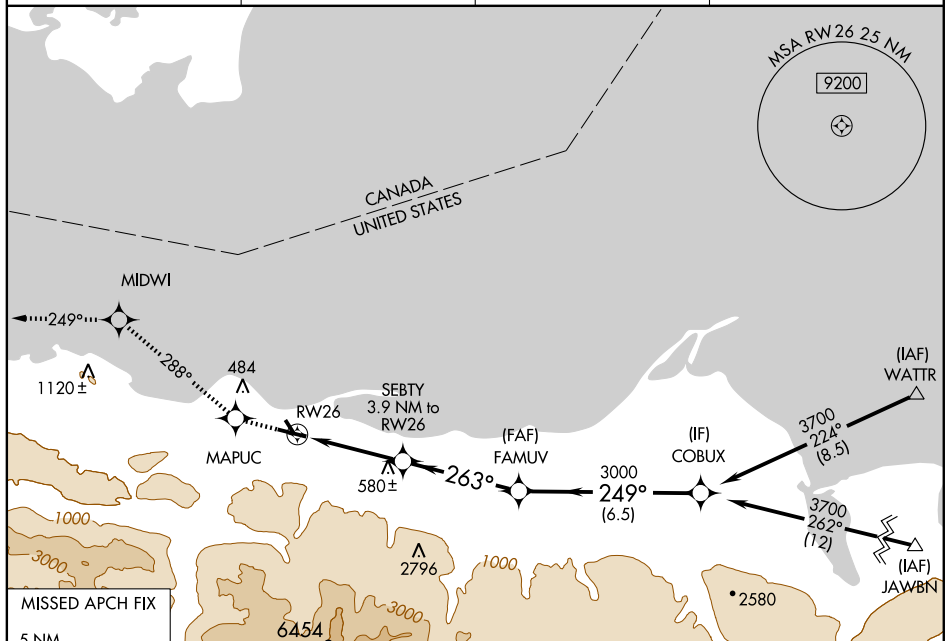 MSA RW26 25 NM
9200
CANADA
UNITED STATES
MIDWI
249°
288°
1120 ±
484
MAPUC
RW26
SEBTY
3.9 NM to
RW26
580 ±
263°
(FAF)
FAMUV
3000
249°
(6.5)
(IF)
COBUX
(IAF)
WATTR
3700
224°
(8.5)
3700
262°
(12)
(IAF)
JAWBN
1000
3000
2796
1000
2580
3000
6454
MISSED APCH FIX
5 NM